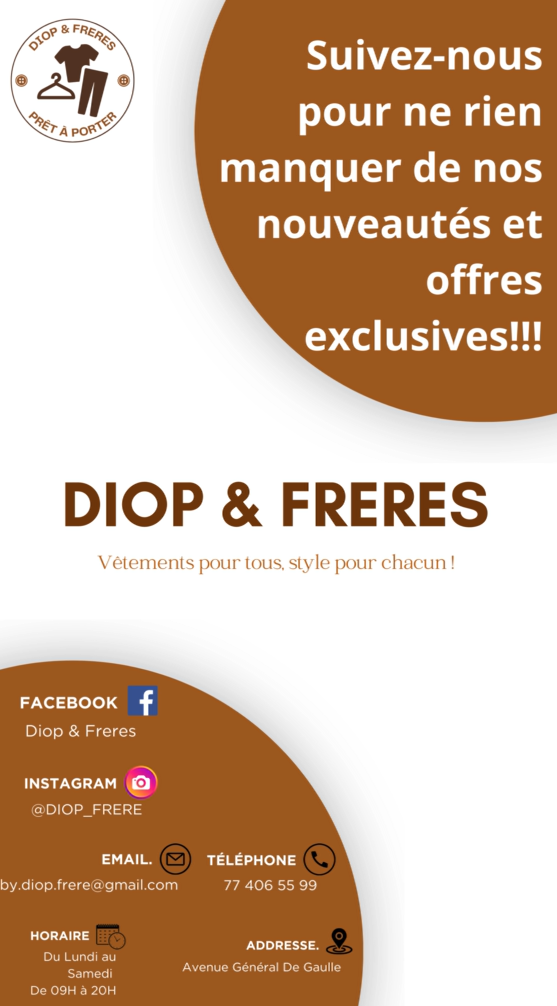 DIOP & FRERES
PRÊT À PORTER
Suivez-nous
pour ne rien
manquer de nos
nouveautés et
offres
exclusives!!!
DIOP & FRERES
Vêtements pour tous, style pour chacun !
FACEBOOK
Diop & Freres
INSTAGRAM
@DIOP_FRERE
EMAIL.
by.diop.frere@gmail.com
TÉLÉPHONE
77 406 55 99
HORAIRE
Du Lundi au
Samedi
De 09H à 20H
ADDRESSE.
Avenue Général De Gaulle